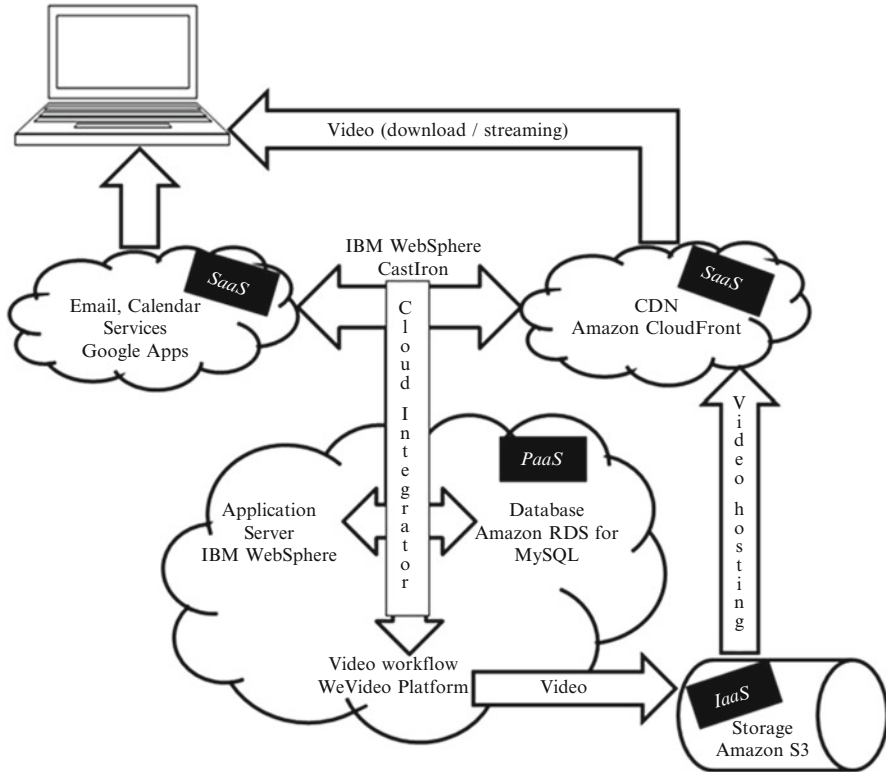 Video (download / streaming)
IBM WebSphere
CastIron
SaaS
Email, Calendar
Services
Google Apps
SaaS
CDN
Amazon CloudFront
Cloud Integrator
PaaS
Application
Server
IBM WebSphere
Database
Amazon RDS for
MySQL
Video hosting
Video workflow
WeVideo Platform
Video
IaaS
Storage
Amazon S3